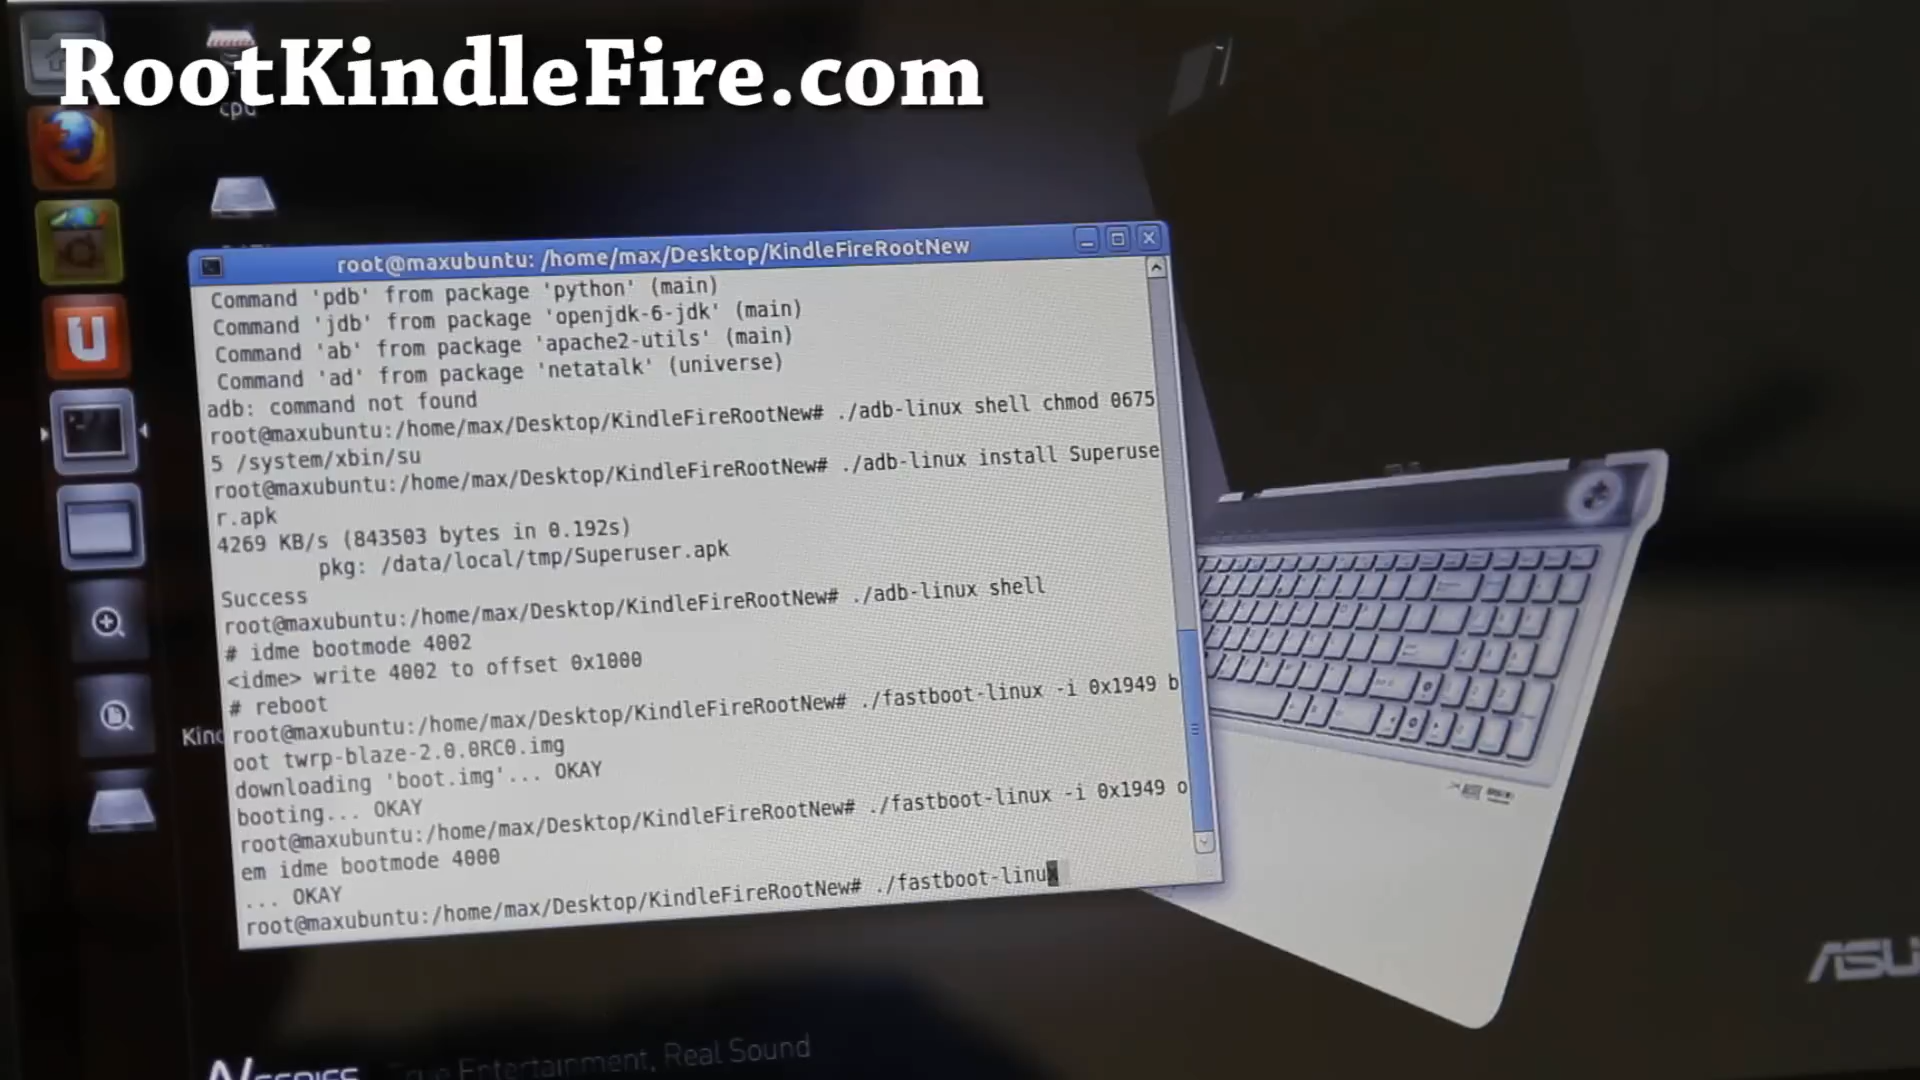 RootKindleFire.com
cpu
root@maxubuntu: /home/max/Desktop/KindleFireRootNew
Command 'pdb' from package 'python' (main)
Command 'jdb' from package 'openjdk-6-jdk' (main)
Command 'ab' from package 'apache2-utils' (main)
Command 'ad' from package 'netatalk' (universe)
adb: command not found
root@maxubuntu:/home/max/Desktop/KindleFireRootNew# ./adb-linux shell chmod 0675
5 /system/xbin/su
root@maxubuntu:/home/max/Desktop/KindleFireRootNew# ./adb-linux install Superuse
r.apk
4269 KB/s (843503 bytes in 0.192s)
pkg: /data/local/tmp/Superuser.apk
Success
root@maxubuntu:/home/max/Desktop/KindleFireRootNew# ./adb-linux shell
# idme bootmode 4002
<idme> write 4002 to offset 0x1000
# reboot
root@maxubuntu:/home/max/Desktop/KindleFireRootNew# ./fastboot-linux -i 0x1949 b
oot twrp-blaze-2.0.0RC0.img
downloading 'boot.img'... OKAY
booting... OKAY
root@maxubuntu:/home/max/Desktop/KindleFireRootNew# ./fastboot-linux -i 0x1949 o
em idme bootmode 4000
... OKAY
root@maxubuntu:/home/max/Desktop/KindleFireRootNew# ./fastboot-linux
Kind
ASU
Entertainment, Real Sound